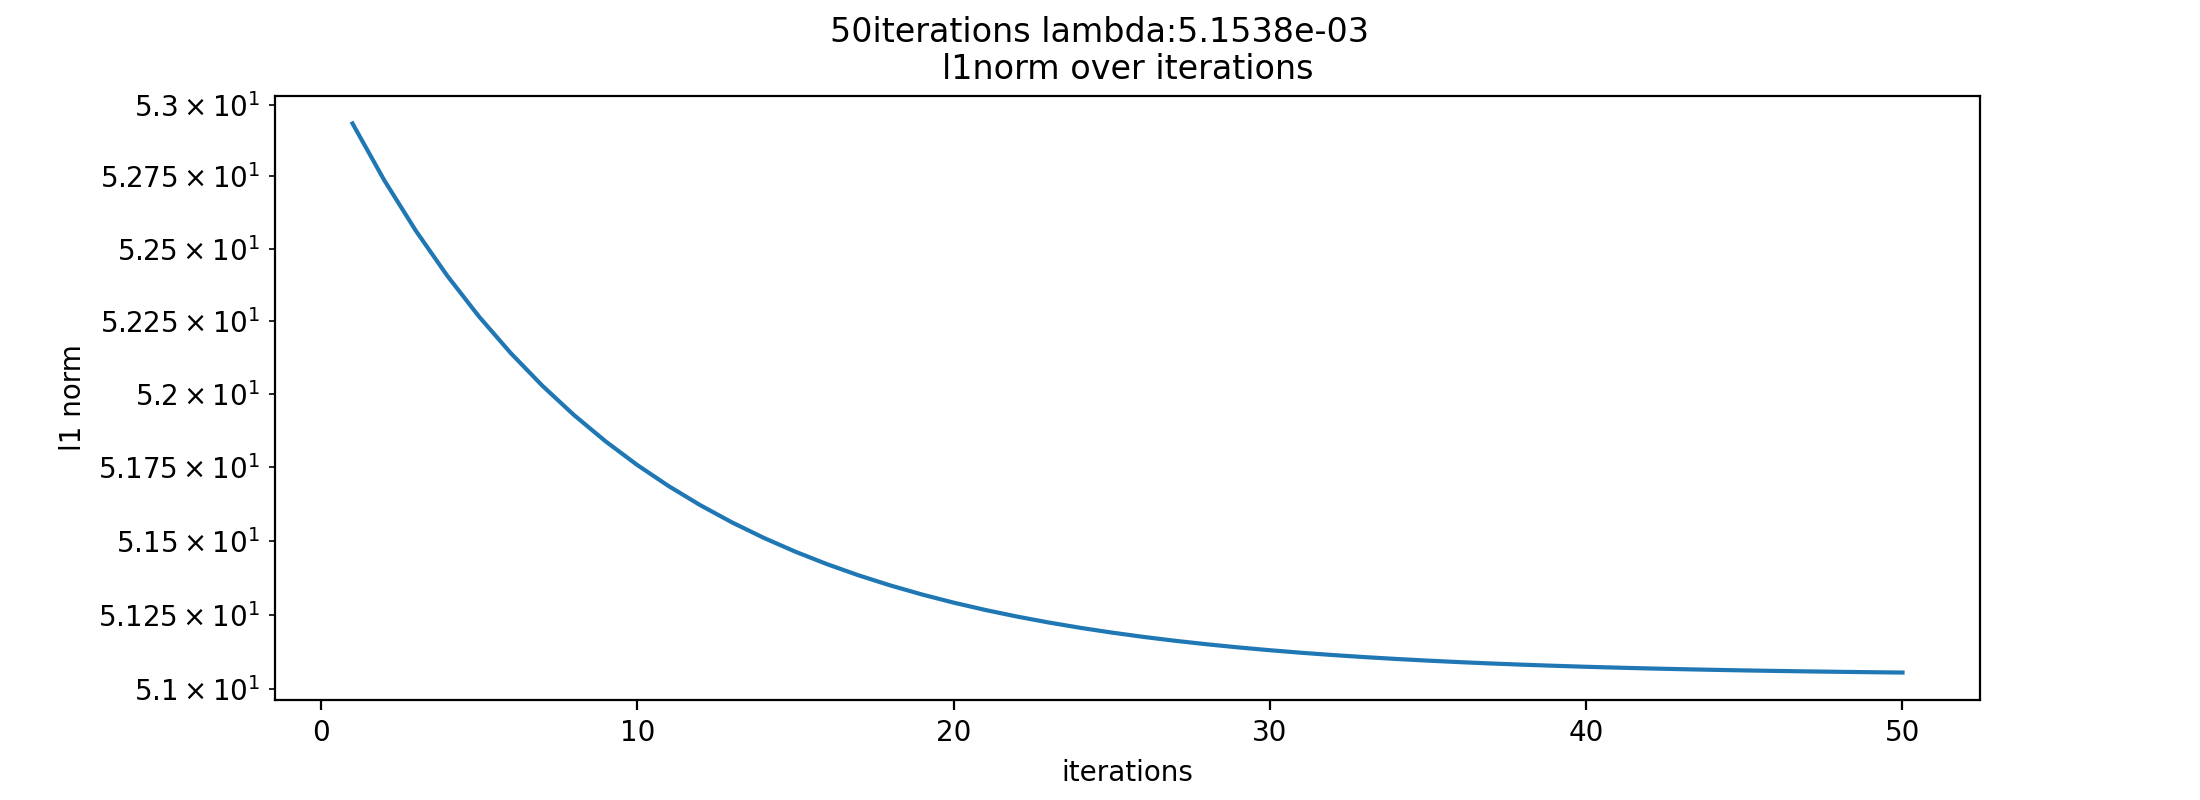 50iterations lambda:5.1538e-03
l1norm over iterations
5.3 × 10¹
5.275 × 10¹
5.25 × 10¹
5.225 × 10¹
5.2 × 10¹
5.175 × 10¹
5.15 × 10¹
5.125 × 10¹
5.1 × 10¹
l1 norm
0 10 20 30 40 50
iterations